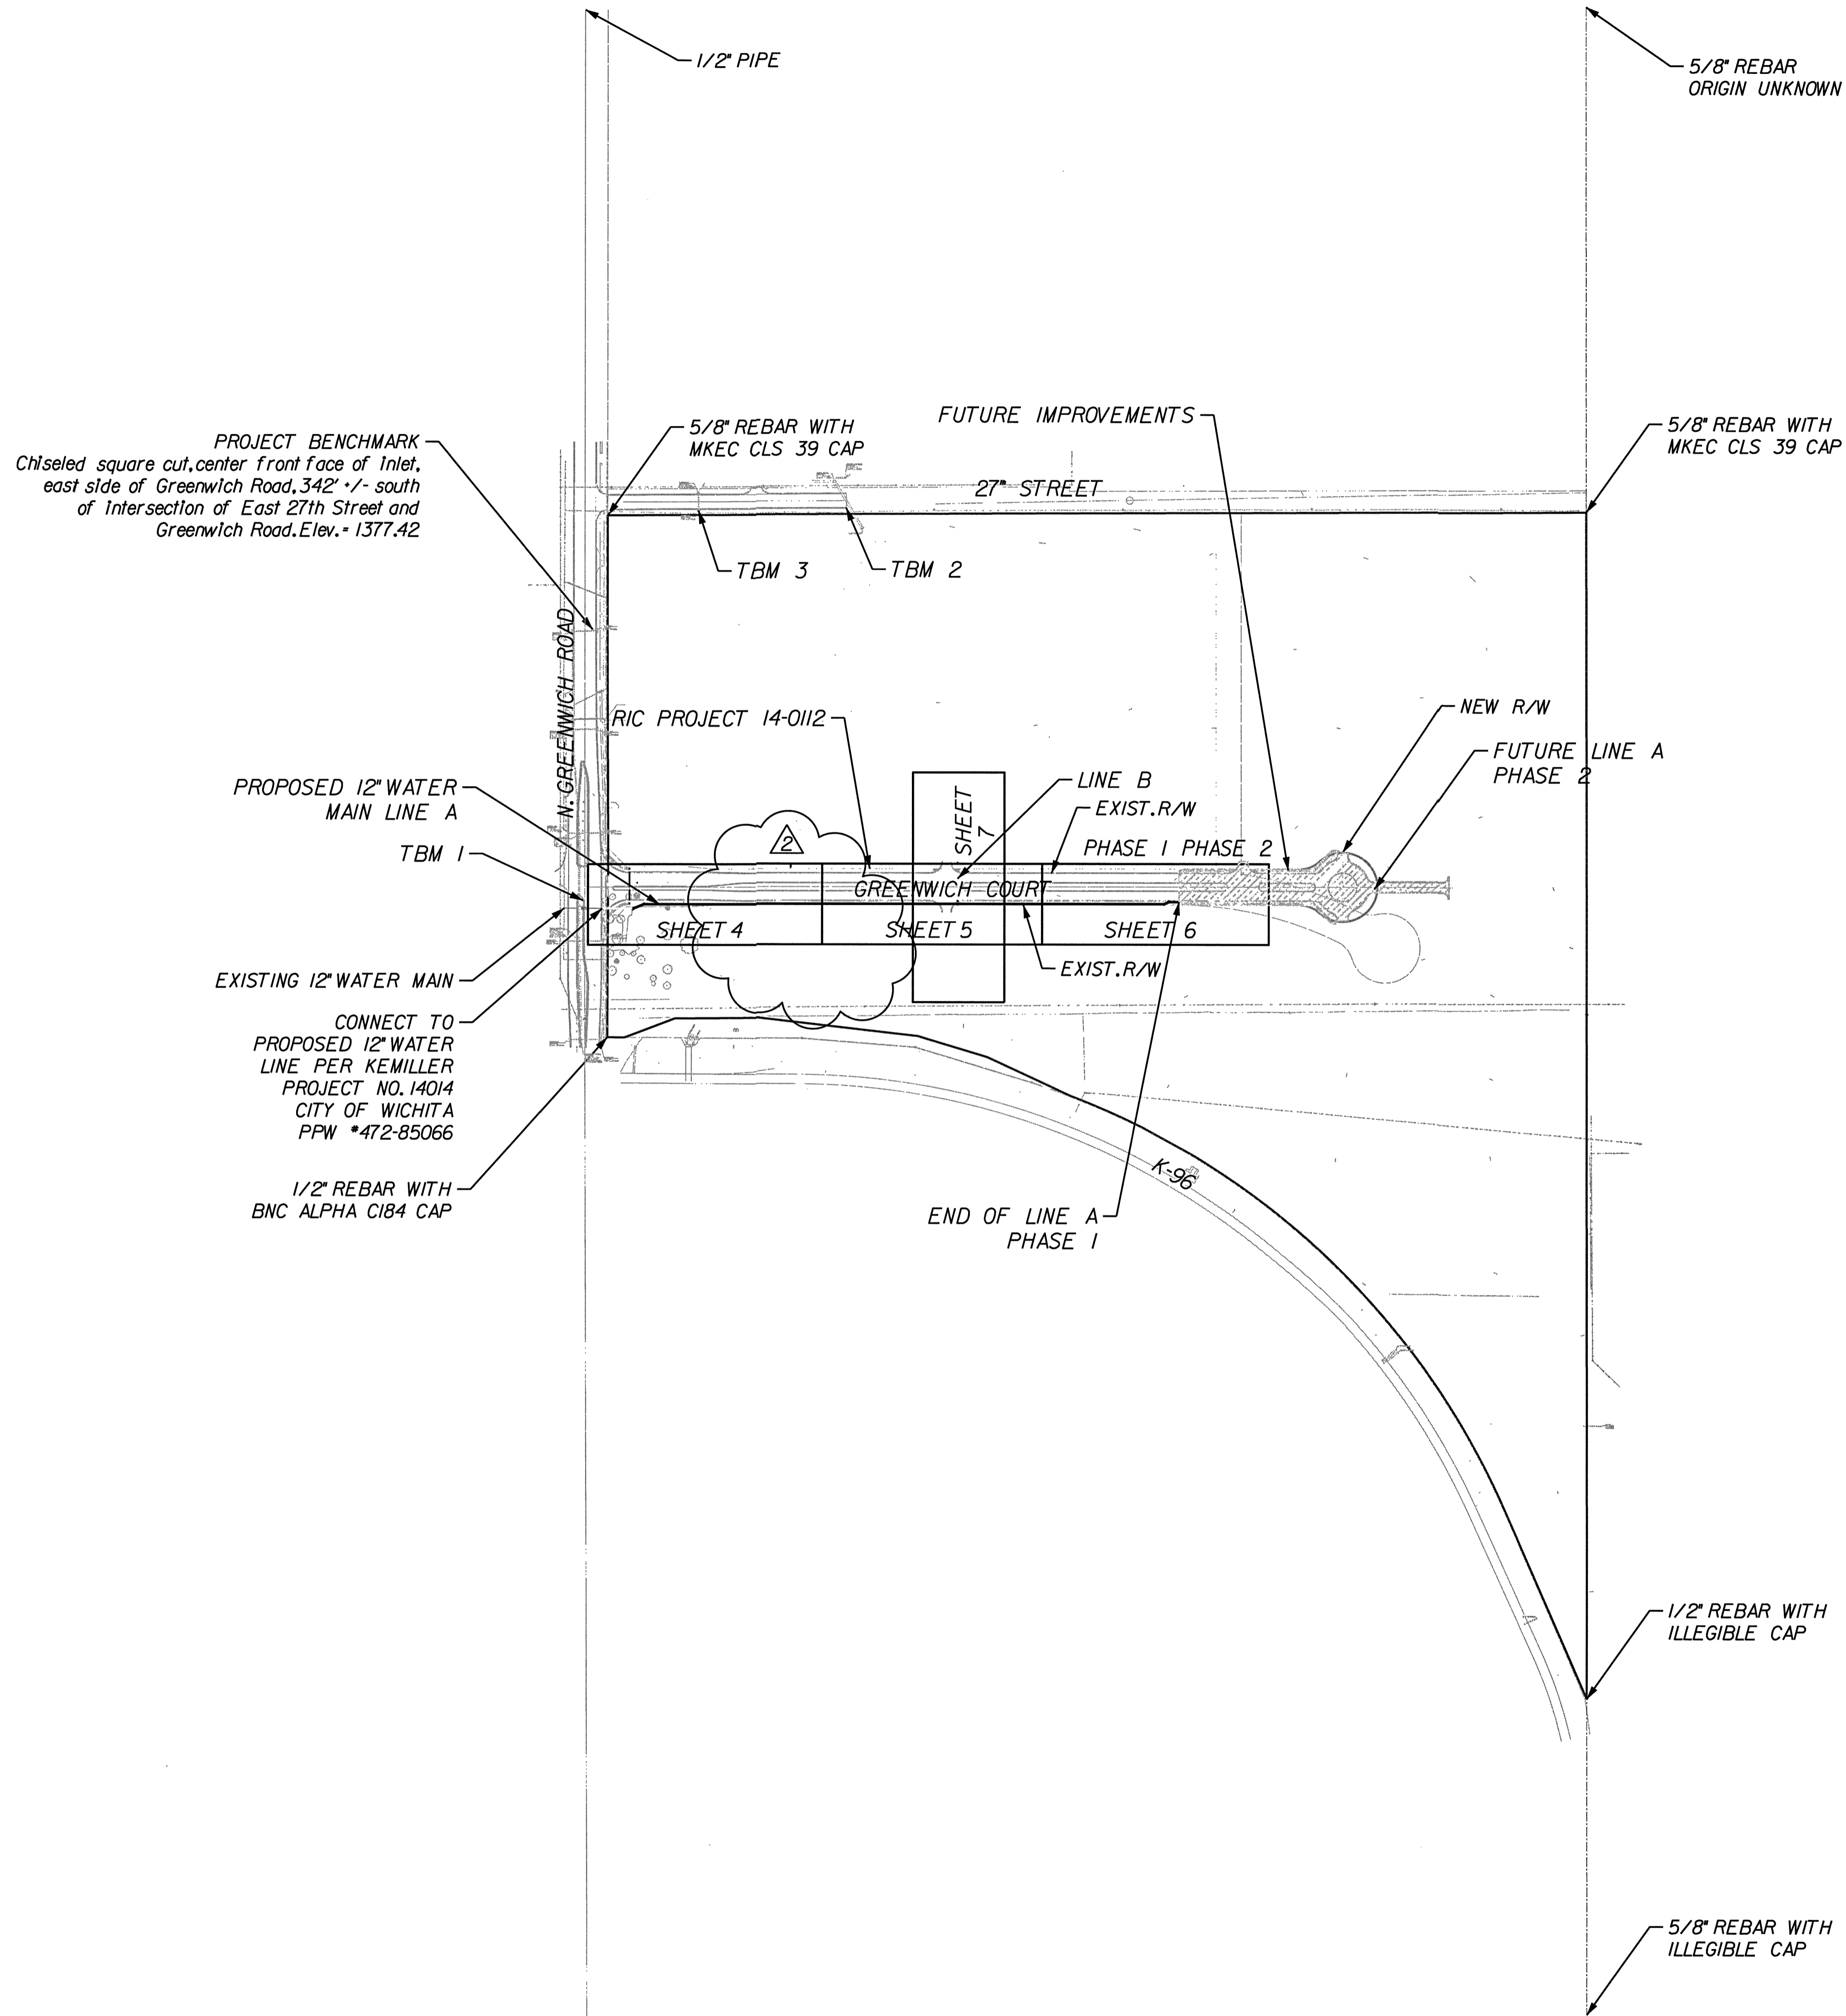 1/2" PIPE
5/8" REBAR
ORIGIN UNKNOWN
PROJECT BENCHMARK
Chiseled square cut, center front face of inlet,
east side of Greenwich Road, 342' +/- south
of intersection of East 27th Street and
Greenwich Road. Elev. = 1377.42
5/8" REBAR WITH
MKEC CLS 39 CAP
FUTURE IMPROVEMENTS
5/8" REBAR WITH
MKEC CLS 39 CAP
27th STREET
TBM 3
TBM 2
N. GREENWICH ROAD
RIC PROJECT 14-0112
NEW R/W
FUTURE LINE A
PHASE 2
PROPOSED 12" WATER
MAIN LINE A
LINE B
EXIST. R/W
SHEET
7
2
TBM 1
PHASE 1 PHASE 2
GREENWICH COURT
SHEET 4
SHEET 5
SHEET 6
EXIST. R/W
EXISTING 12" WATER MAIN
CONNECT TO
PROPOSED 12" WATER
LINE PER KEMILLER
PROJECT NO. 14014
CITY OF WICHITA
PPW #472-85066
1/2" REBAR WITH
BNC ALPHA C184 CAP
K-96
END OF LINE A
PHASE 1
1/2" REBAR WITH
ILLEGIBLE CAP
5/8" REBAR WITH
ILLEGIBLE CAP